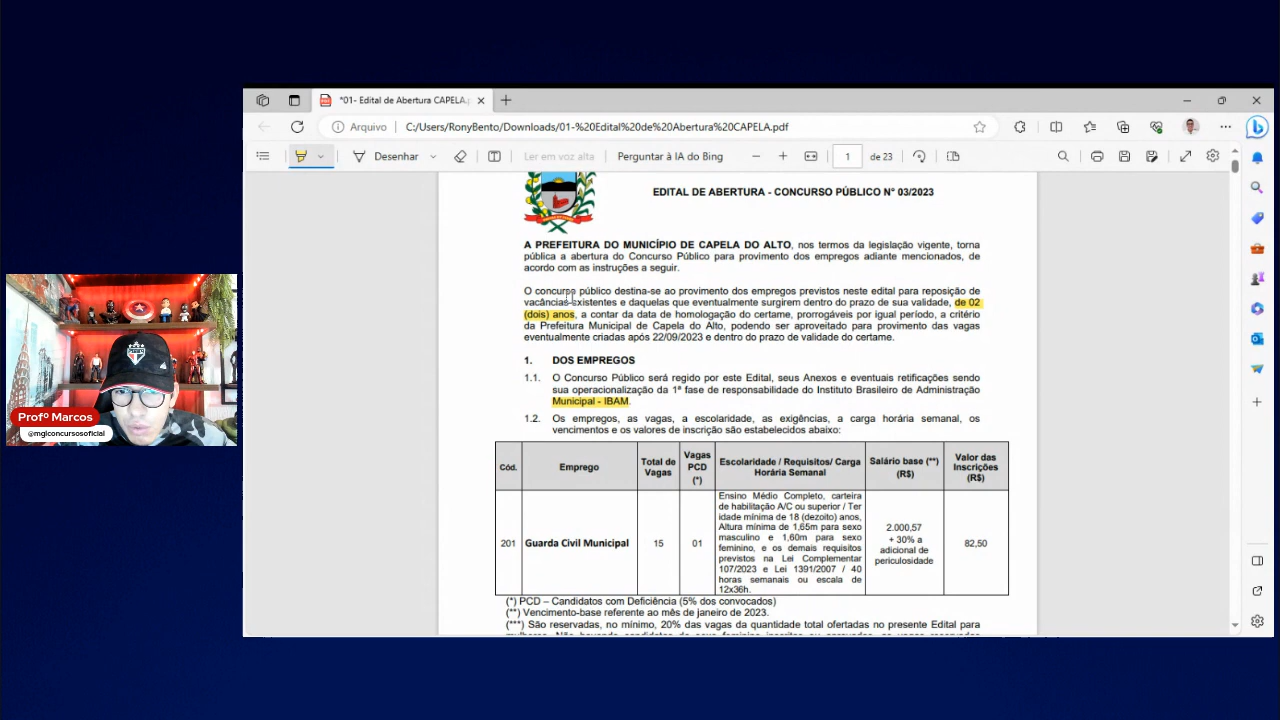 *01- Edital de Abertura CAPELA.
Arquivo
C:/Users/RonyBento/Downloads/01-%20Edital%20de%20Abertura%20CAPELA.pdf
Desenhar
Ler em voz alta
Perguntar à IA do Bing
1 de 23
EDITAL DE ABERTURA - CONCURSO PÚBLICO N° 03/2023
A PREFEITURA DO MUNICÍPIO DE CAPELA DO ALTO, nos termos da legislação vigente, torna
pública a abertura do Concurso Público para provimento dos empregos adiante mencionados, de
acordo com as instruções a seguir.
O concurso público destina-se ao provimento dos empregos previstos neste edital para reposição de
vacâncias existentes e daquelas que eventualmente surgirem dentro do prazo de sua validade, de 02
(dois) anos, a contar da data de homologação do certame, prorrogáveis por igual período, a critério
da Prefeitura Municipal de Capela do Alto, podendo ser aproveitado para provimento das vagas
eventualmente criadas após 22/09/2023 e dentro do prazo de validade do certame.
1. DOS EMPREGOS
1.1. O Concurso Público será regido por este Edital, seus Anexos e eventuais retificações sendo
sua operacionalização da 1ª fase de responsabilidade do Instituto Brasileiro de Administração
Municipal - IBAM.
1.2. Os empregos, as vagas, a escolaridade, as exigências, a carga horária semanal, os
vencimentos e os valores de inscrição são estabelecidos abaixo:
Cód.
Emprego
Total de
Vagas
Vagas
PCD
(*)
Escolaridade / Requisitos/ Carga
Horária Semanal
Salário base (**)
(R$)
Valor das
Inscrições
(R$)
201
Guarda Civil Municipal
15
01
Ensino Médio Completo, carteira
de habilitação A/C ou superior / Ter
idade mínima de 18 (dezoito) anos,
Altura mínima de 1,65m para sexo
masculino e 1,60m para sexo
feminino, e os demais requisitos
previstos na Lei Complementar
107/2023 e Lei 1391/2007 / 40
horas semanais ou escala de
12x36h.
2.000,57
+ 30% a
adicional de
periculosidade
82,50
(*) PCD – Candidatos com Deficiência (5% dos convocados)
(**) Vencimento-base referente ao mês de janeiro de 2023.
(***) São reservadas, no mínimo, 20% das vagas da quantidade total ofertadas no presente Edital para
Profº Marcos
@mglconcursosoficial